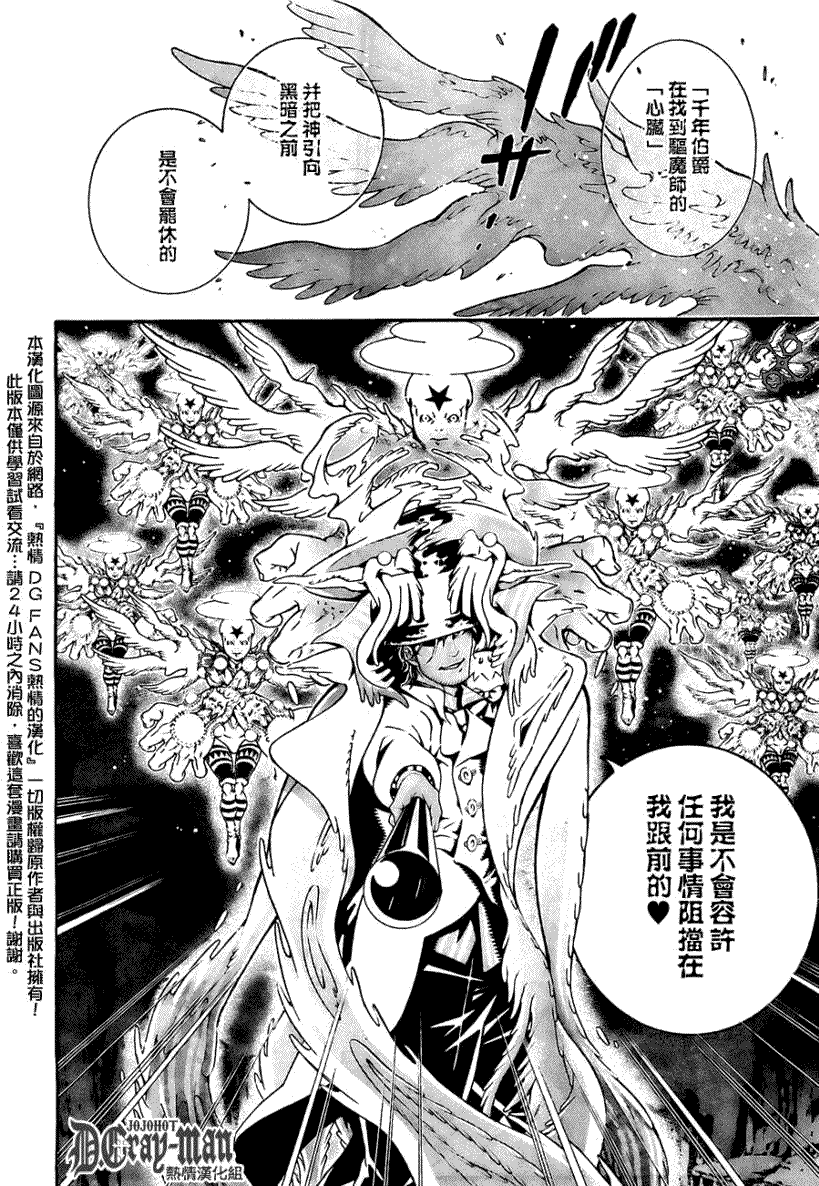 「千年伯爵
在找到驅魔師的
「心臟」
并把神引向
黑暗之前
是不會罷休的
我是不會容許
任何事情阻擋在
我跟前的♥
本漢化圖源來自於網路．『熱情DG FANS熱情的漢化』一切版權歸原作者與出版社擁有！
此版本僅供學習試看交流…請24小時之內消除．喜歡這套漫畫請購買正版！謝謝。
JOJOHOT
D.Gray-Man
熱情漢化組